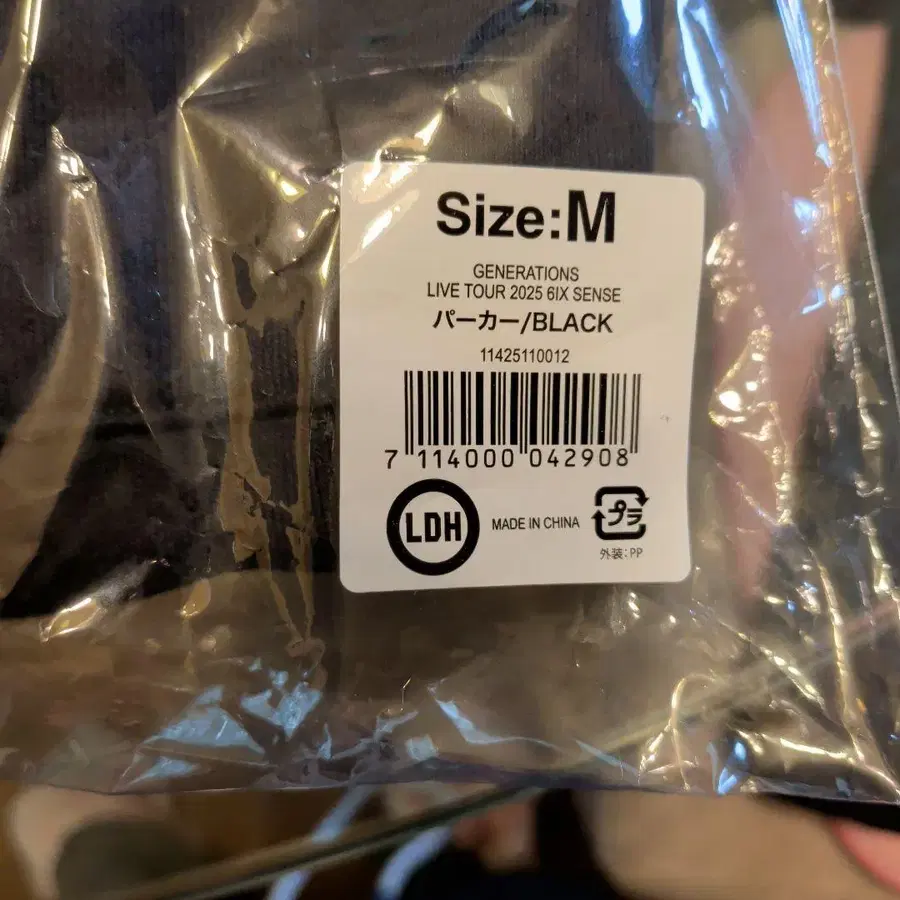 Size:M
GENERATIONS
LIVE TOUR 2025 6IX SENSE
パーカー/BLACK
11425110012
7 114000 042908
LDH
MADE IN CHINA
プラ
外装:PP